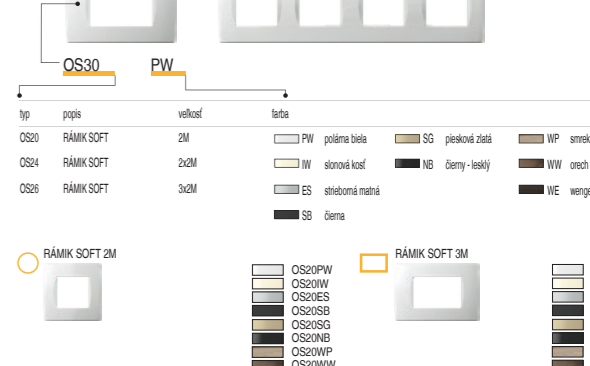 OS30 PW
typ popis veľkosť farba
OS20 RÁMIK SOFT 2M PW polárna biela SG piesková zlatá WP smrek
OS24 RÁMIK SOFT 2x2M IW slonová kosť NB čierny - lesklý WW orech
OS26 RÁMIK SOFT 3x2M ES strieborná matná WE wenge
SB čierna
RÁMIK SOFT 2M
OS20PW
OS20IW
OS20ES
OS20SB
OS20SG
OS20NB
OS20WP
OS20WW
RÁMIK SOFT 3M